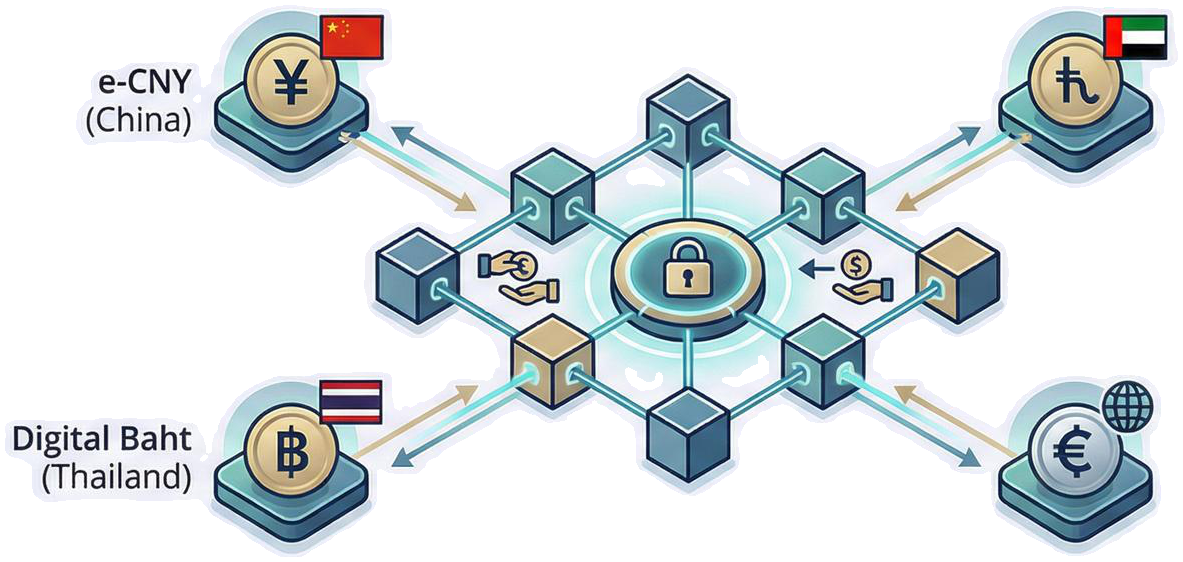 e-CNY
(China)
¥
Digital Baht
(Thailand)
฿
€
$